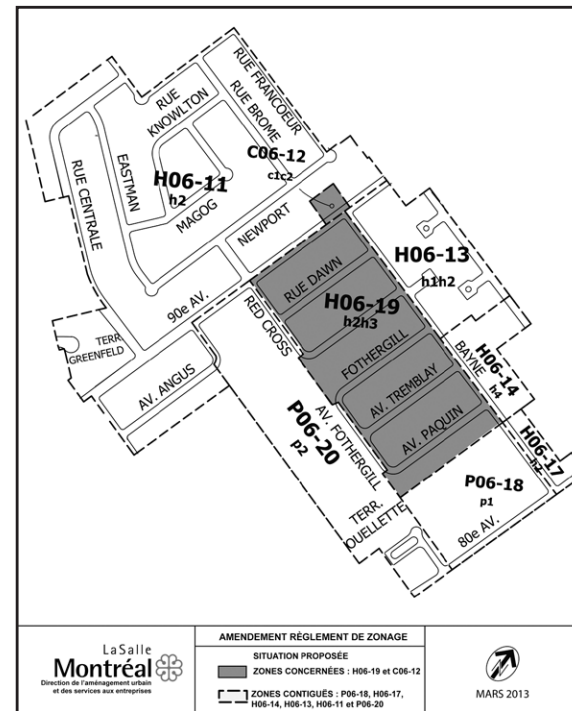 RUE FRANCOEUR
RUE
KNOWLTON
RUE BROME
C06-12
c1c2
EASTMAN
H06-11
h2
RUE CENTRALE
MAGOG
NEWPORT
H06-13
h1h2
RUE DAWN
90e AV.
RED CROSS
H06-19
h2h3
TERR.
GREENFELD
FOTHERGILL
BAYNE
H06-14
h4
AV. ANGUS
AV. TREMBLAY
P06-20
p2
AV. FOTHERGILL
AV. PAQUIN
H06-17
P06-18
p1
TERR.
OUELLETTE
80e AV.
LaSalle
Montréal
Direction de l'aménagement urbain
et des services aux entreprises
AMENDEMENT RÈGLEMENT DE ZONAGE
SITUATION PROPOSÉE
ZONES CONCERNÉES : H06-19 et C06-12
ZONES CONTIGUËS : P06-18, H06-17,
H06-14, H06-13, H06-11 et P06-20
MARS 2013